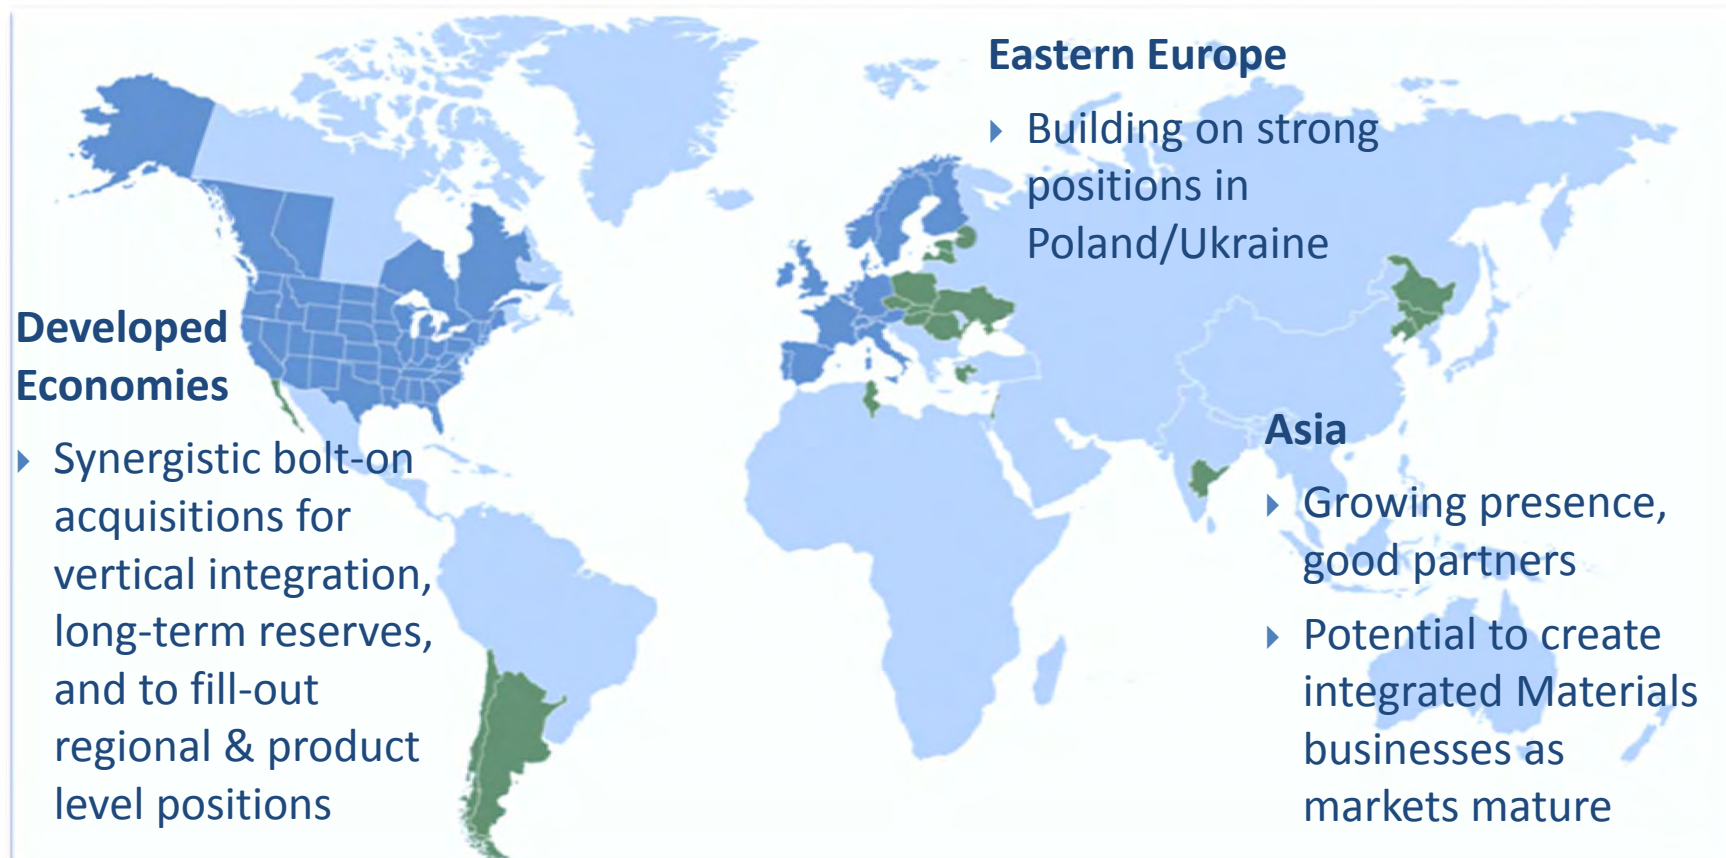 Eastern Europe
Building on strong
positions in
Poland/Ukraine
Developed
Economies
Synergistic bolt-on
acquisitions for
vertical integration,
long-term reserves,
and to fill-out
regional & product
level positions
Asia
Growing presence,
good partners
Potential to create
integrated Materials
businesses as
markets mature